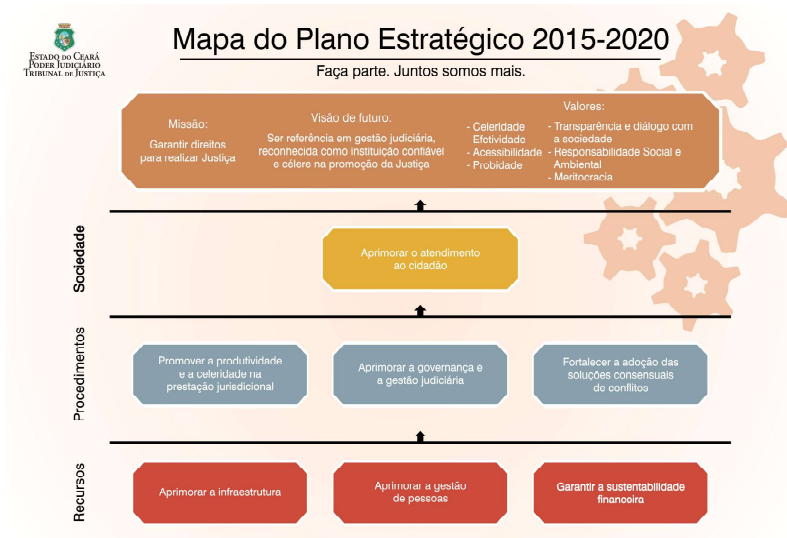 Estado do Ceará
Poder Judiciário
Tribunal de Justiça
Mapa do Plano Estratégico 2015-2020
Faça parte. Juntos somos mais.
Missão:
Garantir direitos
para realizar Justiça
Visão de futuro:
Ser referência em gestão judiciária,
reconhecida como instituição confiável
e célere na promoção da Justiça
Valores:
- Celeridade
Efetividade
- Acessibilidade
- Probidade
- Transparência e diálogo com
a sociedade
- Responsabilidade Social e
Ambiental
- Meritocracia
Sociedade
Aprimorar o atendimento
ao cidadão
Procedimentos
Promover a produtividade
e a celeridade na
prestação jurisdicional
Aprimorar a governança e
a gestão judiciária
Fortalecer a adoção das
soluções consensuais
de conflitos
Recursos
Aprimorar a infraestrutura
Aprimorar a gestão
de pessoas
Garantir a sustentabilidade
financeira